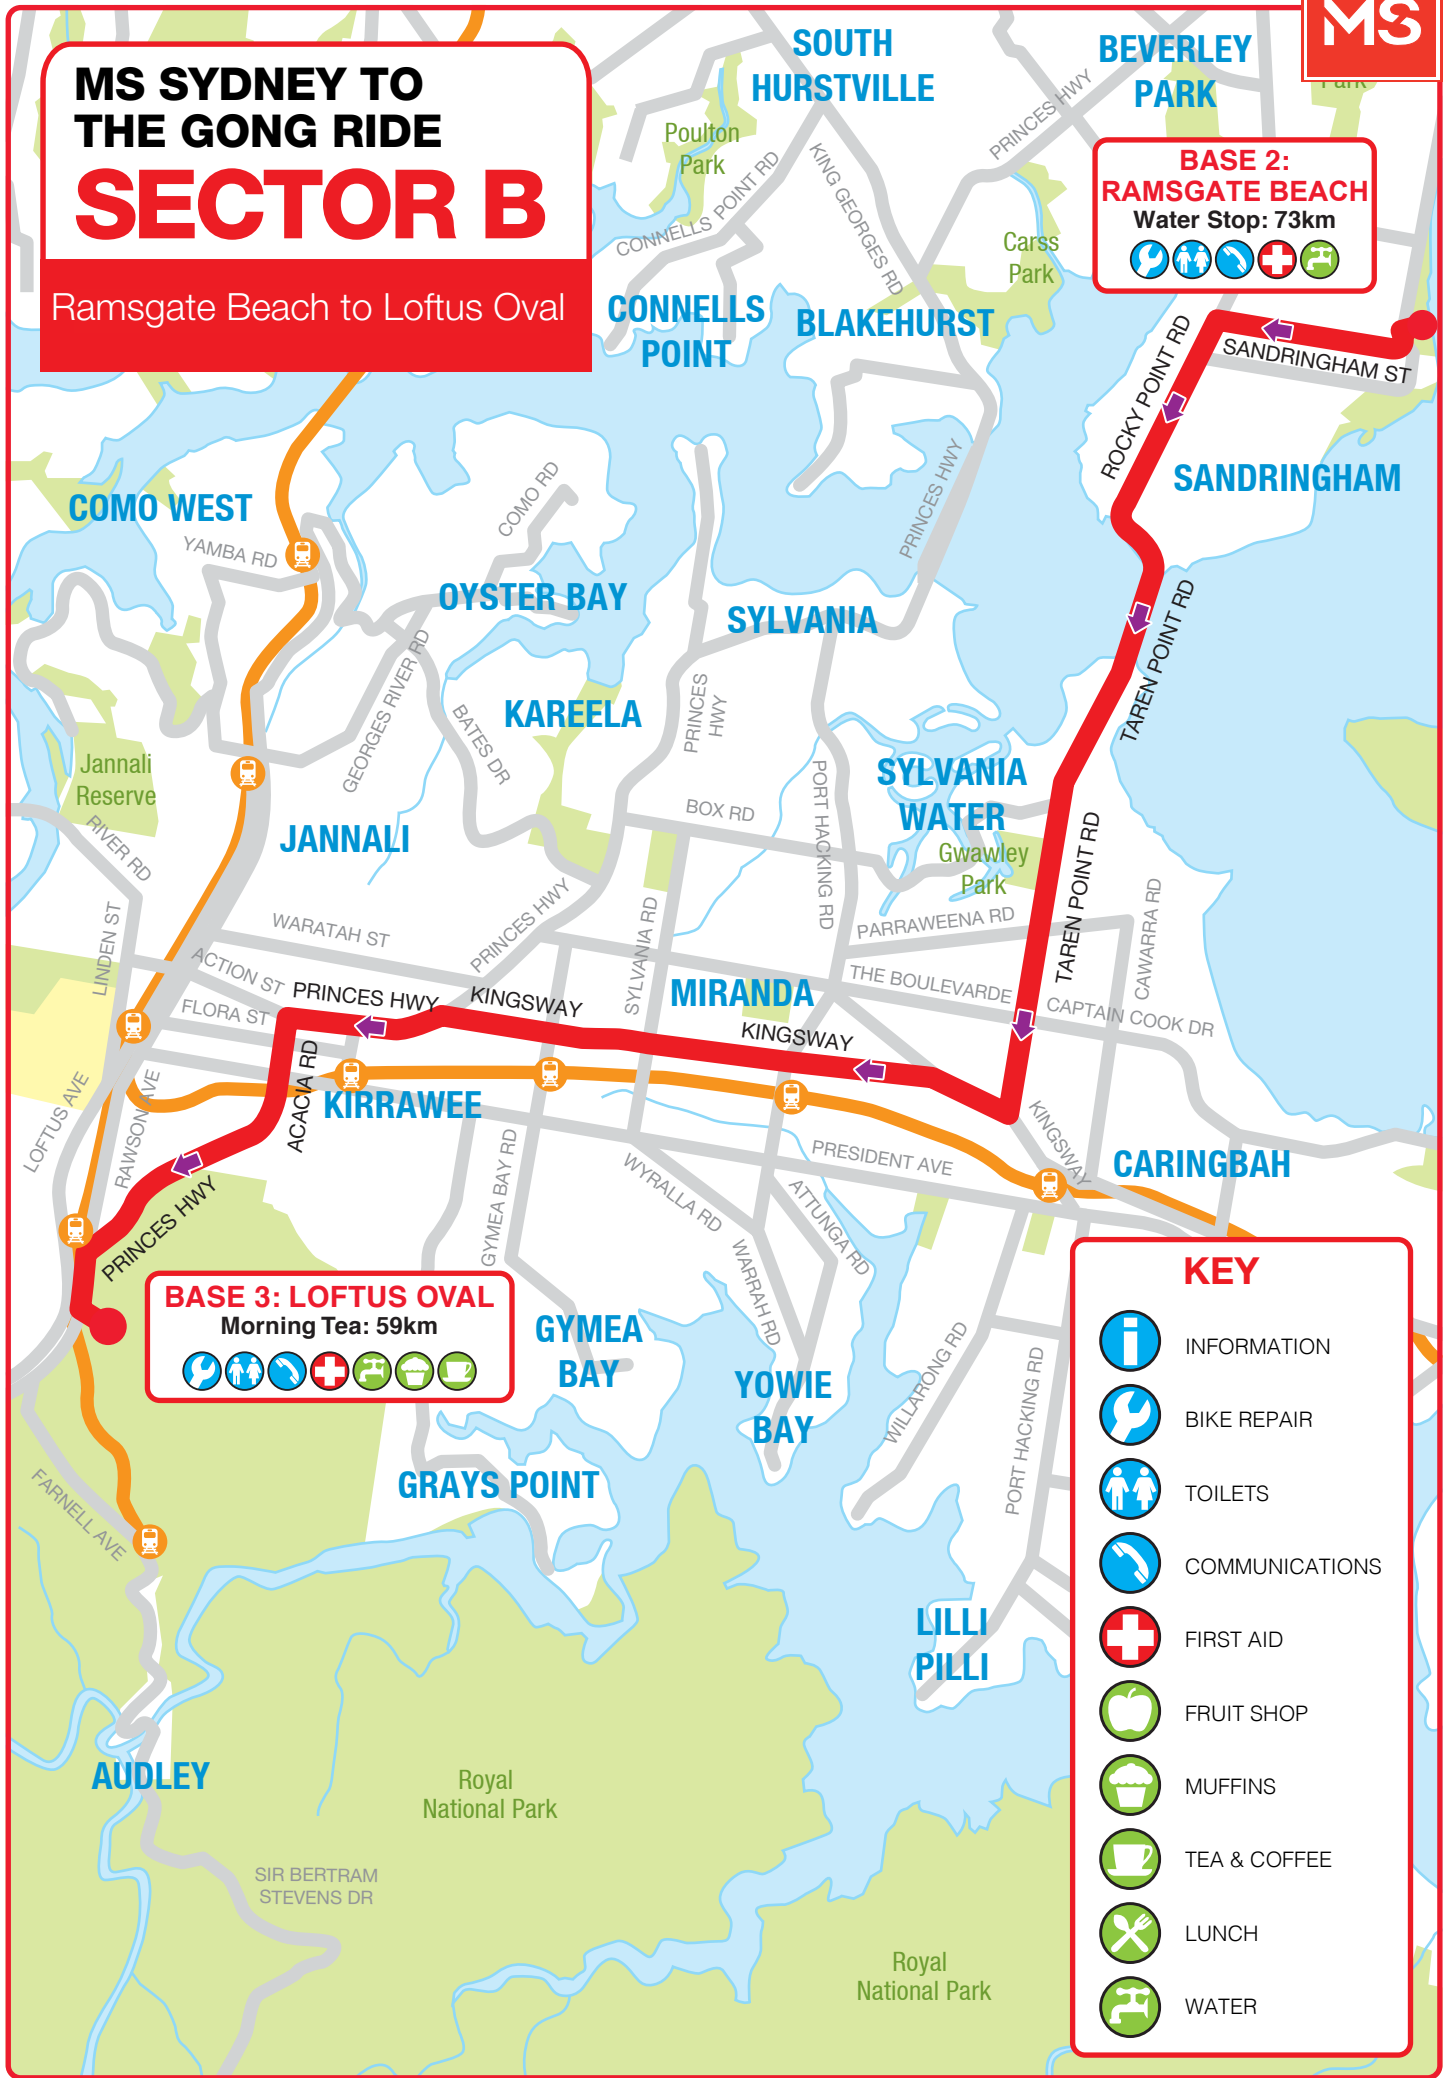 MS
MS SYDNEY TO
THE GONG RIDE
SECTOR B
Ramsgate Beach to Loftus Oval
SOUTH
HURSTVILLE
BEVERLEY
PARK
Park
Poulton
Park
PRINCES HWY
KING GEORGES RD
CONNELLS POINT RD
BASE 2:
RAMSGATE BEACH
Water Stop: 73km
Carss
Park
CONNELLS
POINT
BLAKEHURST
ROCKY POINT RD
SANDRINGHAM ST
SANDRINGHAM
COMO WEST
YAMBA RD
COMO RD
PRINCES HWY
OYSTER BAY
SYLVANIA
TAREN POINT RD
GEORGES RIVER RD
BATES DR
KAREELA
PRINCES
HWY
SYLVANIA
WATER
PORT HACKING RD
Jannali
Reserve
JANNALI
BOX RD
Gwawley
Park
TAREN POINT RD
RIVER RD
LINDEN ST
WARATAH ST
PRINCES HWY
SYLVANIA RD
PARRAWEENA RD
CAWARRA RD
ACTION ST
FLORA ST
PRINCES HWY
KINGSWAY
MIRANDA
KINGSWAY
THE BOULEVARDE
CAPTAIN COOK DR
ACACIA RD
KIRRAWEE
LOFTUS AVE
RAWSON AVE
GYMEA BAY RD
WYRALLA RD
PRESIDENT AVE
KINGSWAY
CARINGBAH
ATTUNGA RD
WARRAH RD
PRINCES HWY
BASE 3: LOFTUS OVAL
Morning Tea: 59km
GYMEA
BAY
YOWIE
BAY
WILLARONG RD
PORT HACKING RD
FARNELL AVE
GRAYS POINT
LILLI
PILLI
AUDLEY
Royal
National Park
SIR BERTRAM
STEVENS DR
Royal
National Park
KEY
INFORMATION
BIKE REPAIR
TOILETS
COMMUNICATIONS
FIRST AID
FRUIT SHOP
MUFFINS
TEA & COFFEE
LUNCH
WATER